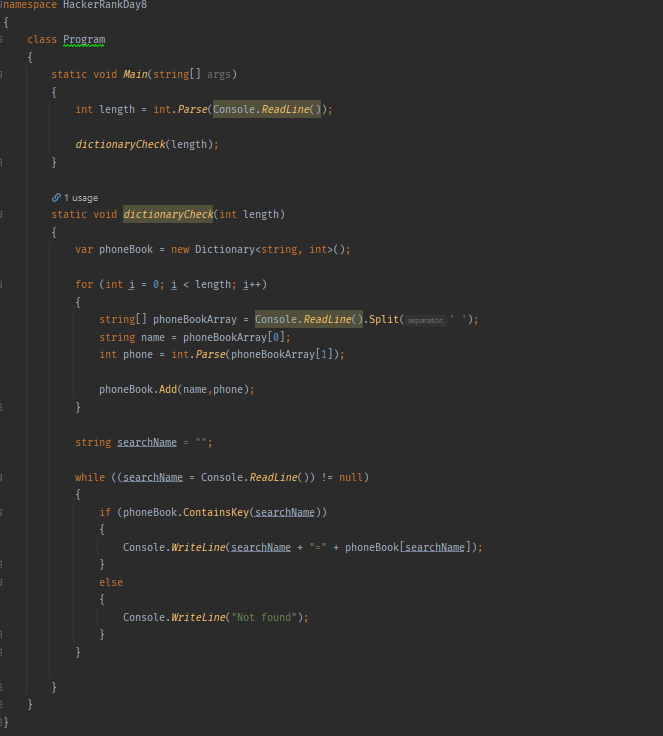 namespace HackerRankDay8
{
    class Program
    {
        static void Main(string[] args)
        {
            int length = int.Parse(Console.ReadLine());

            dictionaryCheck(length);
        }

        1 usage
        static void dictionaryCheck(int length)
        {
            var phoneBook = new Dictionary<string, int>();

            for (int i = 0; i < length; i++)
            {
                string[] phoneBookArray = Console.ReadLine().Split( separator: ' ');
                string name = phoneBookArray[0];
                int phone = int.Parse(phoneBookArray[1]);

                phoneBook.Add(name,phone);
            }

            string searchName = "";

            while ((searchName = Console.ReadLine()) != null)
            {
                if (phoneBook.ContainsKey(searchName))
                {
                    Console.WriteLine(searchName + "=" + phoneBook[searchName]);
                }
                else
                {
                    Console.WriteLine("Not found");
                }
            }

        }
    }
}